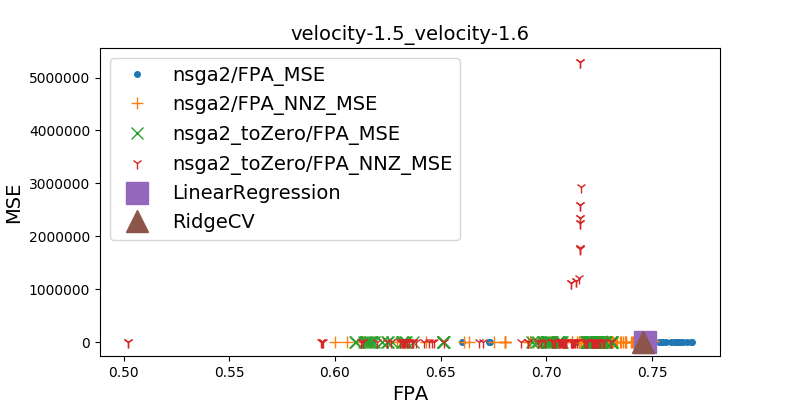 velocity-1.5_velocity-1.6
MSE
5000000
4000000
3000000
2000000
1000000
0
nsga2/FPA_MSE
nsga2/FPA_NNZ_MSE
nsga2_toZero/FPA_MSE
nsga2_toZero/FPA_NNZ_MSE
LinearRegression
RidgeCV
0.50 0.55 0.60 0.65 0.70 0.75
FPA